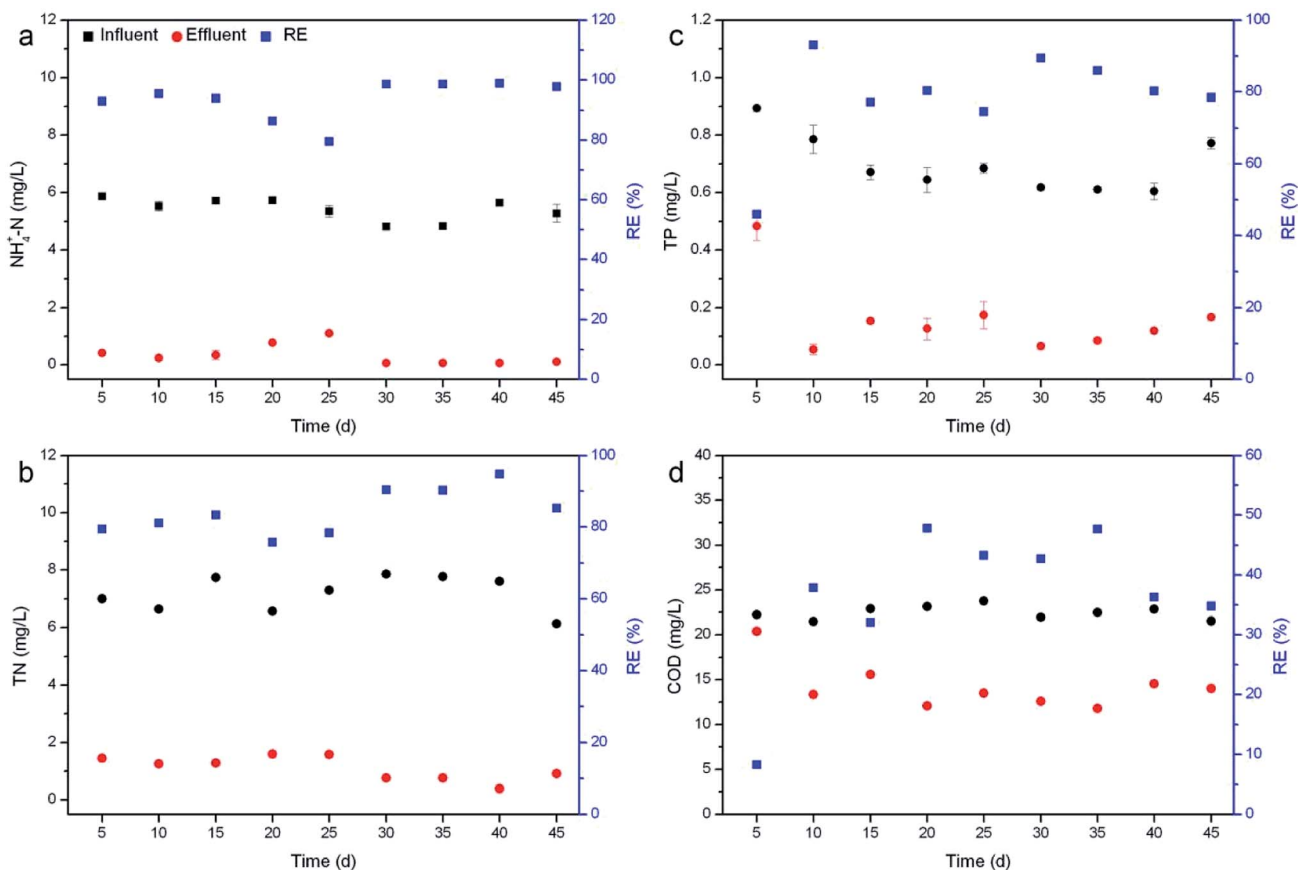 a
Influent Effluent RE
12
10
8
6
4
2
0
NH₄⁺-N (mg/L)
120
100
80
60
40
20
0
RE (%)
5 10 15 20 25 30 35 40 45
Time (d)
c
1.2
1.0
0.8
0.6
0.4
0.2
0.0
TP (mg/L)
100
80
60
40
20
0
RE (%)
5 10 15 20 25 30 35 40 45
Time (d)
b
12
10
8
6
4
2
0
TN (mg/L)
100
80
60
40
20
0
RE (%)
5 10 15 20 25 30 35 40 45
Time (d)
d
40
35
30
25
20
15
10
5
0
COD (mg/L)
60
50
40
30
20
10
0
RE (%)
5 10 15 20 25 30 35 40 45
Time (d)